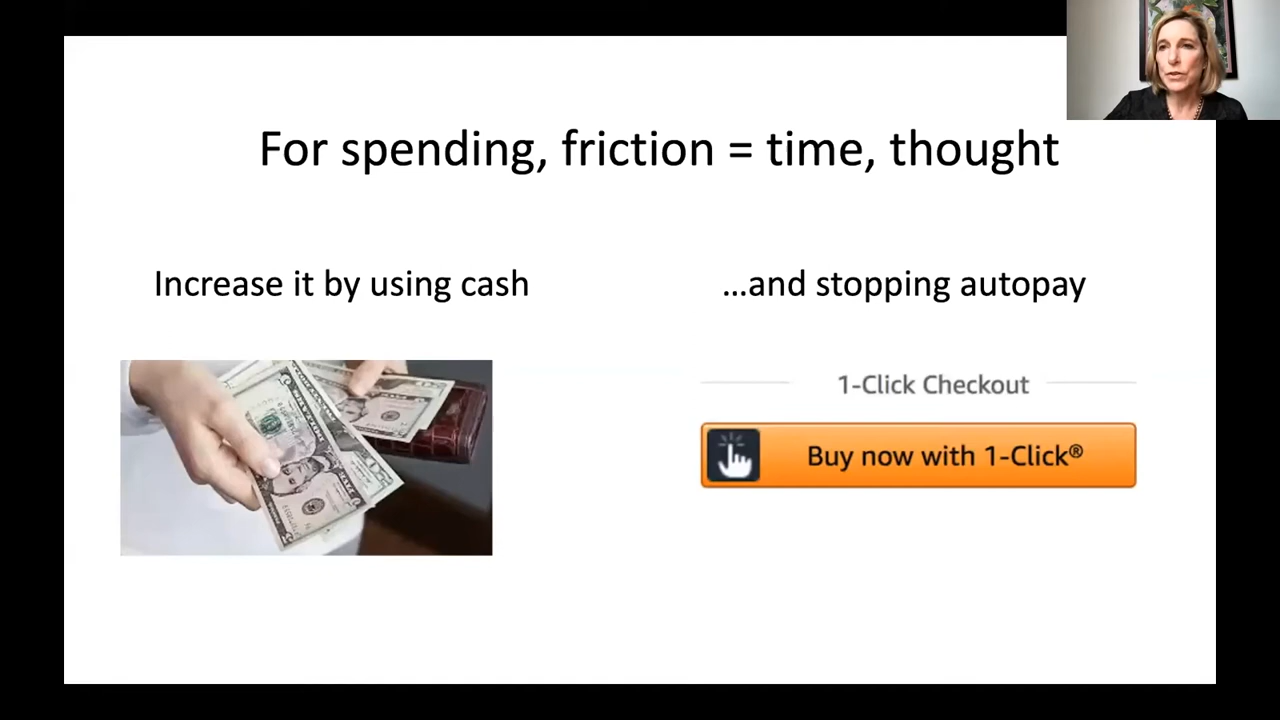 For spending, friction = time, thought
Increase it by using cash
...and stopping autopay
1-Click Checkout
Buy now with 1-Click®